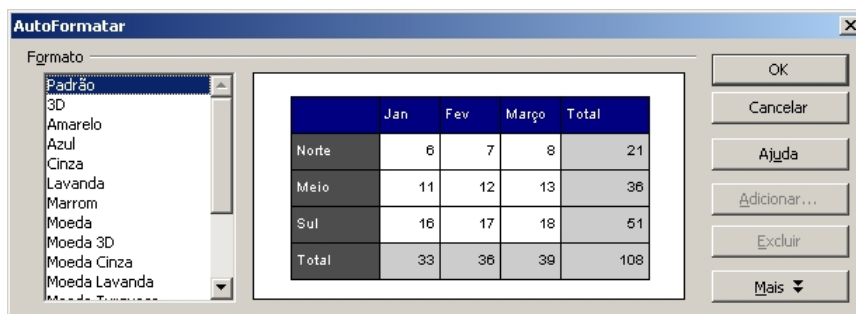 AutoFormatar
Formato
Padrão
3D
Amarelo
Azul
Cinza
Lavanda
Marrom
Moeda
Moeda 3D
Moeda Cinza
Moeda Lavanda
Jan Fev Março Total
Norte 6 7 8 21
Meio 11 12 13 36
Sul 16 17 18 51
Total 33 36 39 108
OK
Cancelar
Ajuda
Adicionar...
Excluir
Mais